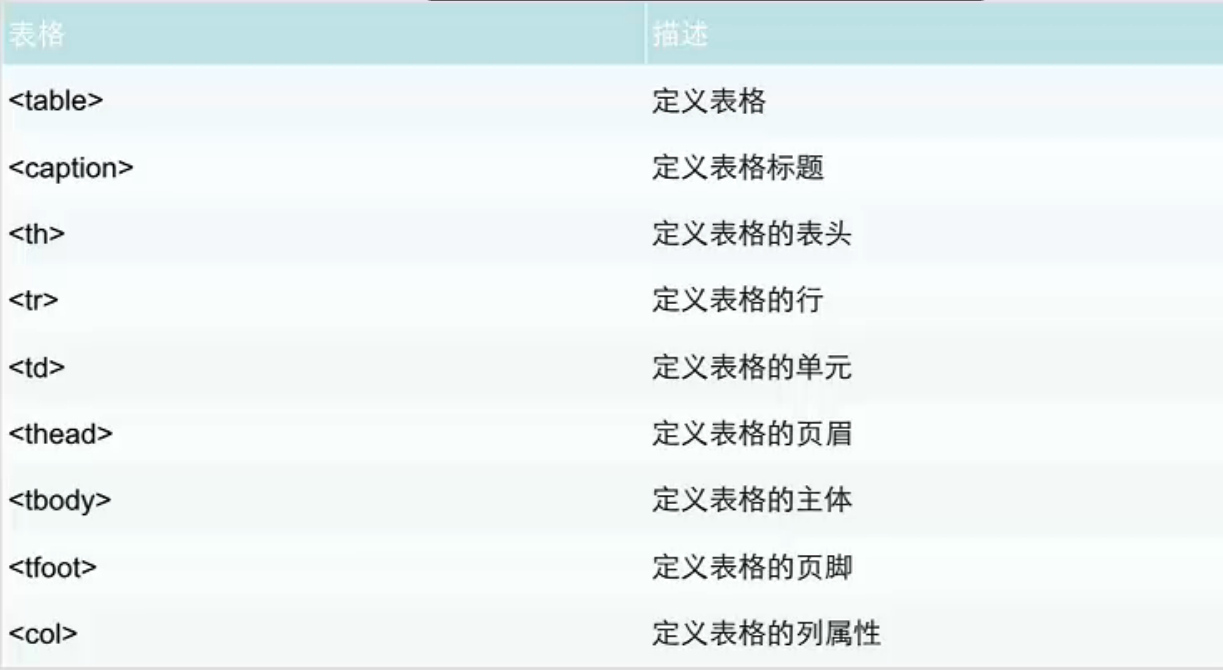 表格 描述
<table> 定义表格
<caption> 定义表格标题
<th> 定义表格的表头
<tr> 定义表格的行
<td> 定义表格的单元
<thead> 定义表格的页眉
<tbody> 定义表格的主体
<tfoot> 定义表格的页脚
<col> 定义表格的列属性